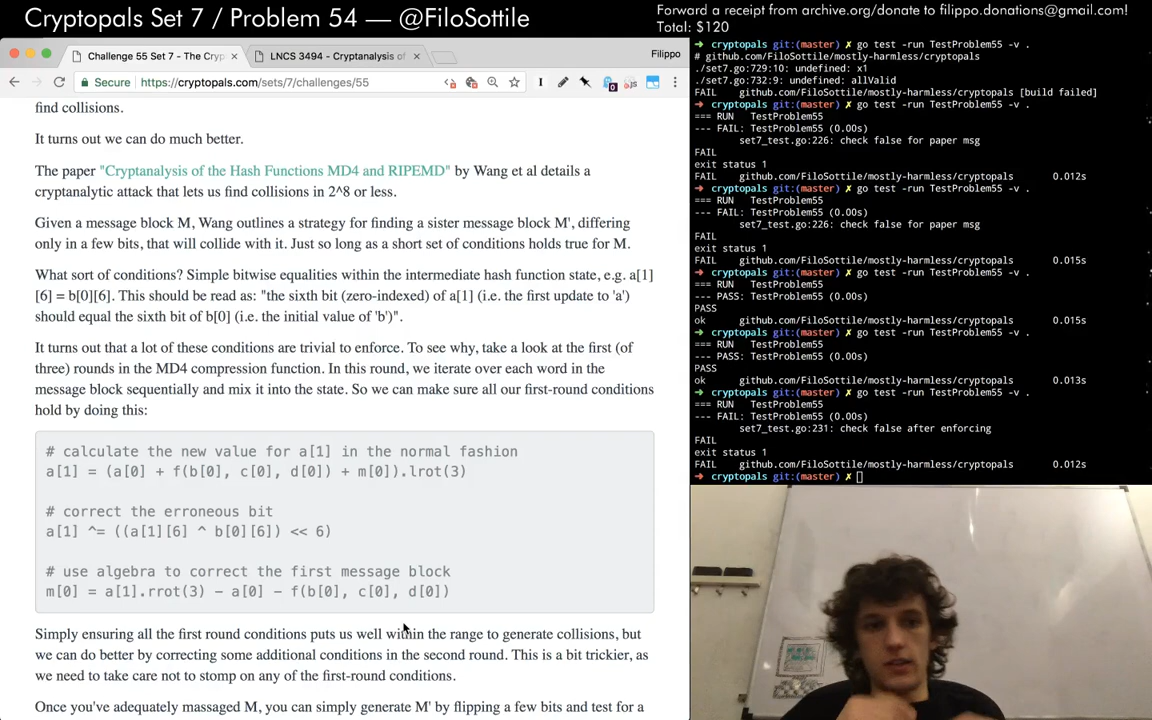 Cryptopals Set 7 / Problem 54 — @FiloSottile
Forward a receipt from archive.org/donate to filippo.donations@gmail.com!
Total: $120
Challenge 55 Set 7 - The Cryp
LNCS 3494 - Cryptanalysis of
Filippo
Secure
https://cryptopals.com/sets/7/challenges/55
find collisions.
It turns out we can do much better.
The paper "Cryptanalysis of the Hash Functions MD4 and RIPEMD" by Wang et al details a
cryptanalytic attack that lets us find collisions in 2^8 or less.
Given a message block M, Wang outlines a strategy for finding a sister message block M', differing
only in a few bits, that will collide with it. Just so long as a short set of conditions holds true for M.
What sort of conditions? Simple bitwise equalities within the intermediate hash function state, e.g. a[1]
[6] = b[0][6]. This should be read as: "the sixth bit (zero-indexed) of a[1] (i.e. the first update to 'a')
should equal the sixth bit of b[0] (i.e. the initial value of 'b')".
It turns out that a lot of these conditions are trivial to enforce. To see why, take a look at the first (of
three) rounds in the MD4 compression function. In this round, we iterate over each word in the
message block sequentially and mix it into the state. So we can make sure all our first-round conditions
hold by doing this:
# calculate the new value for a[1] in the normal fashion
a[1] = (a[0] + f(b[0], c[0], d[0]) + m[0]).lrot(3)
# correct the erroneous bit
a[1] ^= ((a[1][6] ^ b[0][6]) << 6)
# use algebra to correct the first message block
m[0] = a[1].rrot(3) - a[0] - f(b[0], c[0], d[0])
Simply ensuring all the first round conditions puts us well within the range to generate collisions, but
we can do better by correcting some additional conditions in the second round. This is a bit trickier, as
we need to take care not to stomp on any of the first-round conditions.
Once you've adequately massaged M, you can simply generate M' by flipping a few bits and test for a
➜ cryptopals git:(master) ✗ go test -run TestProblem55 -v .
# github.com/FiloSottile/mostly-harmless/cryptopals
./set7.go:729:10: undefined: x1
./set7.go:732:9: undefined: allValid
FAIL github.com/FiloSottile/mostly-harmless/cryptopals [build failed]
➜ cryptopals git:(master) ✗ go test -run TestProblem55 -v .
=== RUN TestProblem55
--- FAIL: TestProblem55 (0.00s)
set7_test.go:226: check false for paper msg
FAIL
exit status 1
FAIL github.com/FiloSottile/mostly-harmless/cryptopals 0.012s
➜ cryptopals git:(master) ✗ go test -run TestProblem55 -v .
=== RUN TestProblem55
--- FAIL: TestProblem55 (0.00s)
set7_test.go:226: check false for paper msg
FAIL
exit status 1
FAIL github.com/FiloSottile/mostly-harmless/cryptopals 0.015s
➜ cryptopals git:(master) ✗ go test -run TestProblem55 -v .
=== RUN TestProblem55
--- PASS: TestProblem55 (0.00s)
PASS
ok github.com/FiloSottile/mostly-harmless/cryptopals 0.015s
➜ cryptopals git:(master) ✗ go test -run TestProblem55 -v .
=== RUN TestProblem55
--- PASS: TestProblem55 (0.00s)
PASS
ok github.com/FiloSottile/mostly-harmless/cryptopals 0.013s
➜ cryptopals git:(master) ✗ go test -run TestProblem55 -v .
=== RUN TestProblem55
--- FAIL: TestProblem55 (0.00s)
set7_test.go:231: check false after enforcing
FAIL
exit status 1
FAIL github.com/FiloSottile/mostly-harmless/cryptopals 0.012s
➜ cryptopals git:(master) ✗